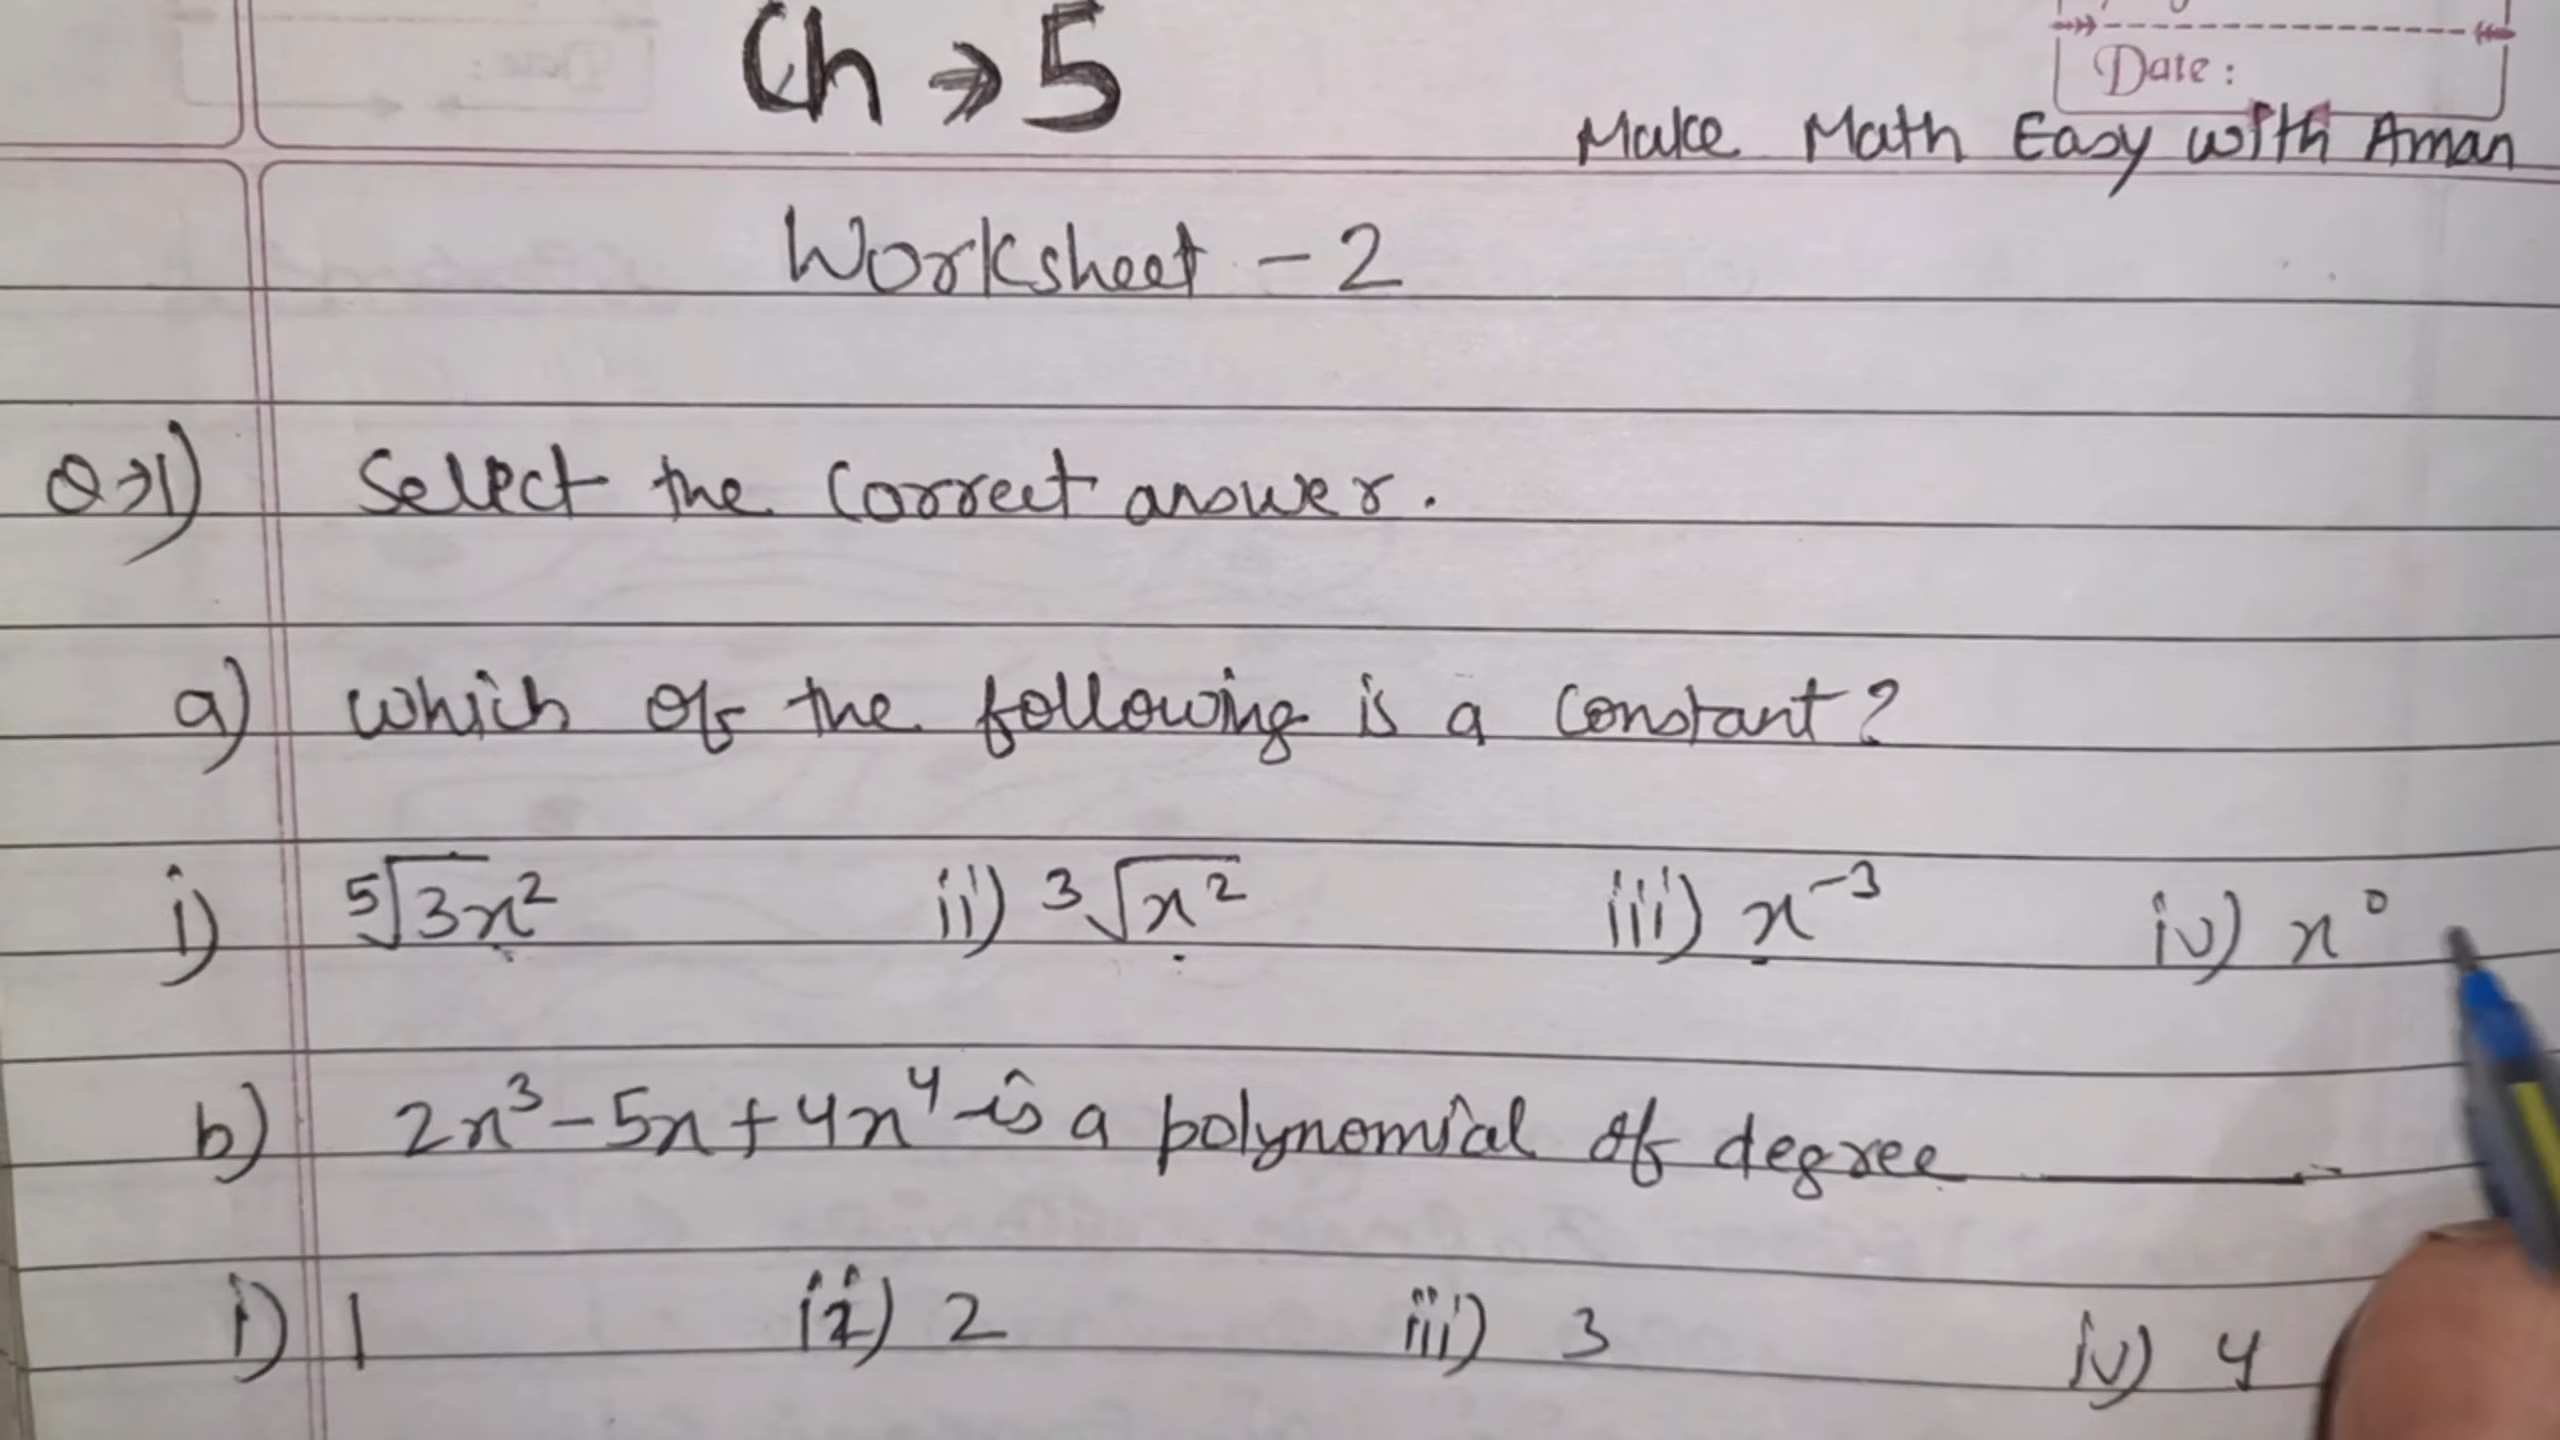 Ch → 5
Date :
Make Math Easy with Aman
Worksheet - 2
Q→1) Select the correct answer.
a) which of the following is a constant?
i) ⁵√3x² ii) ³√x² iii) x⁻³ iv) x⁰
b) 2x³ - 5x + 4x⁴ is a polynomial of degree ______.
i) 1 ii) 2 iii) 3 iv) 4